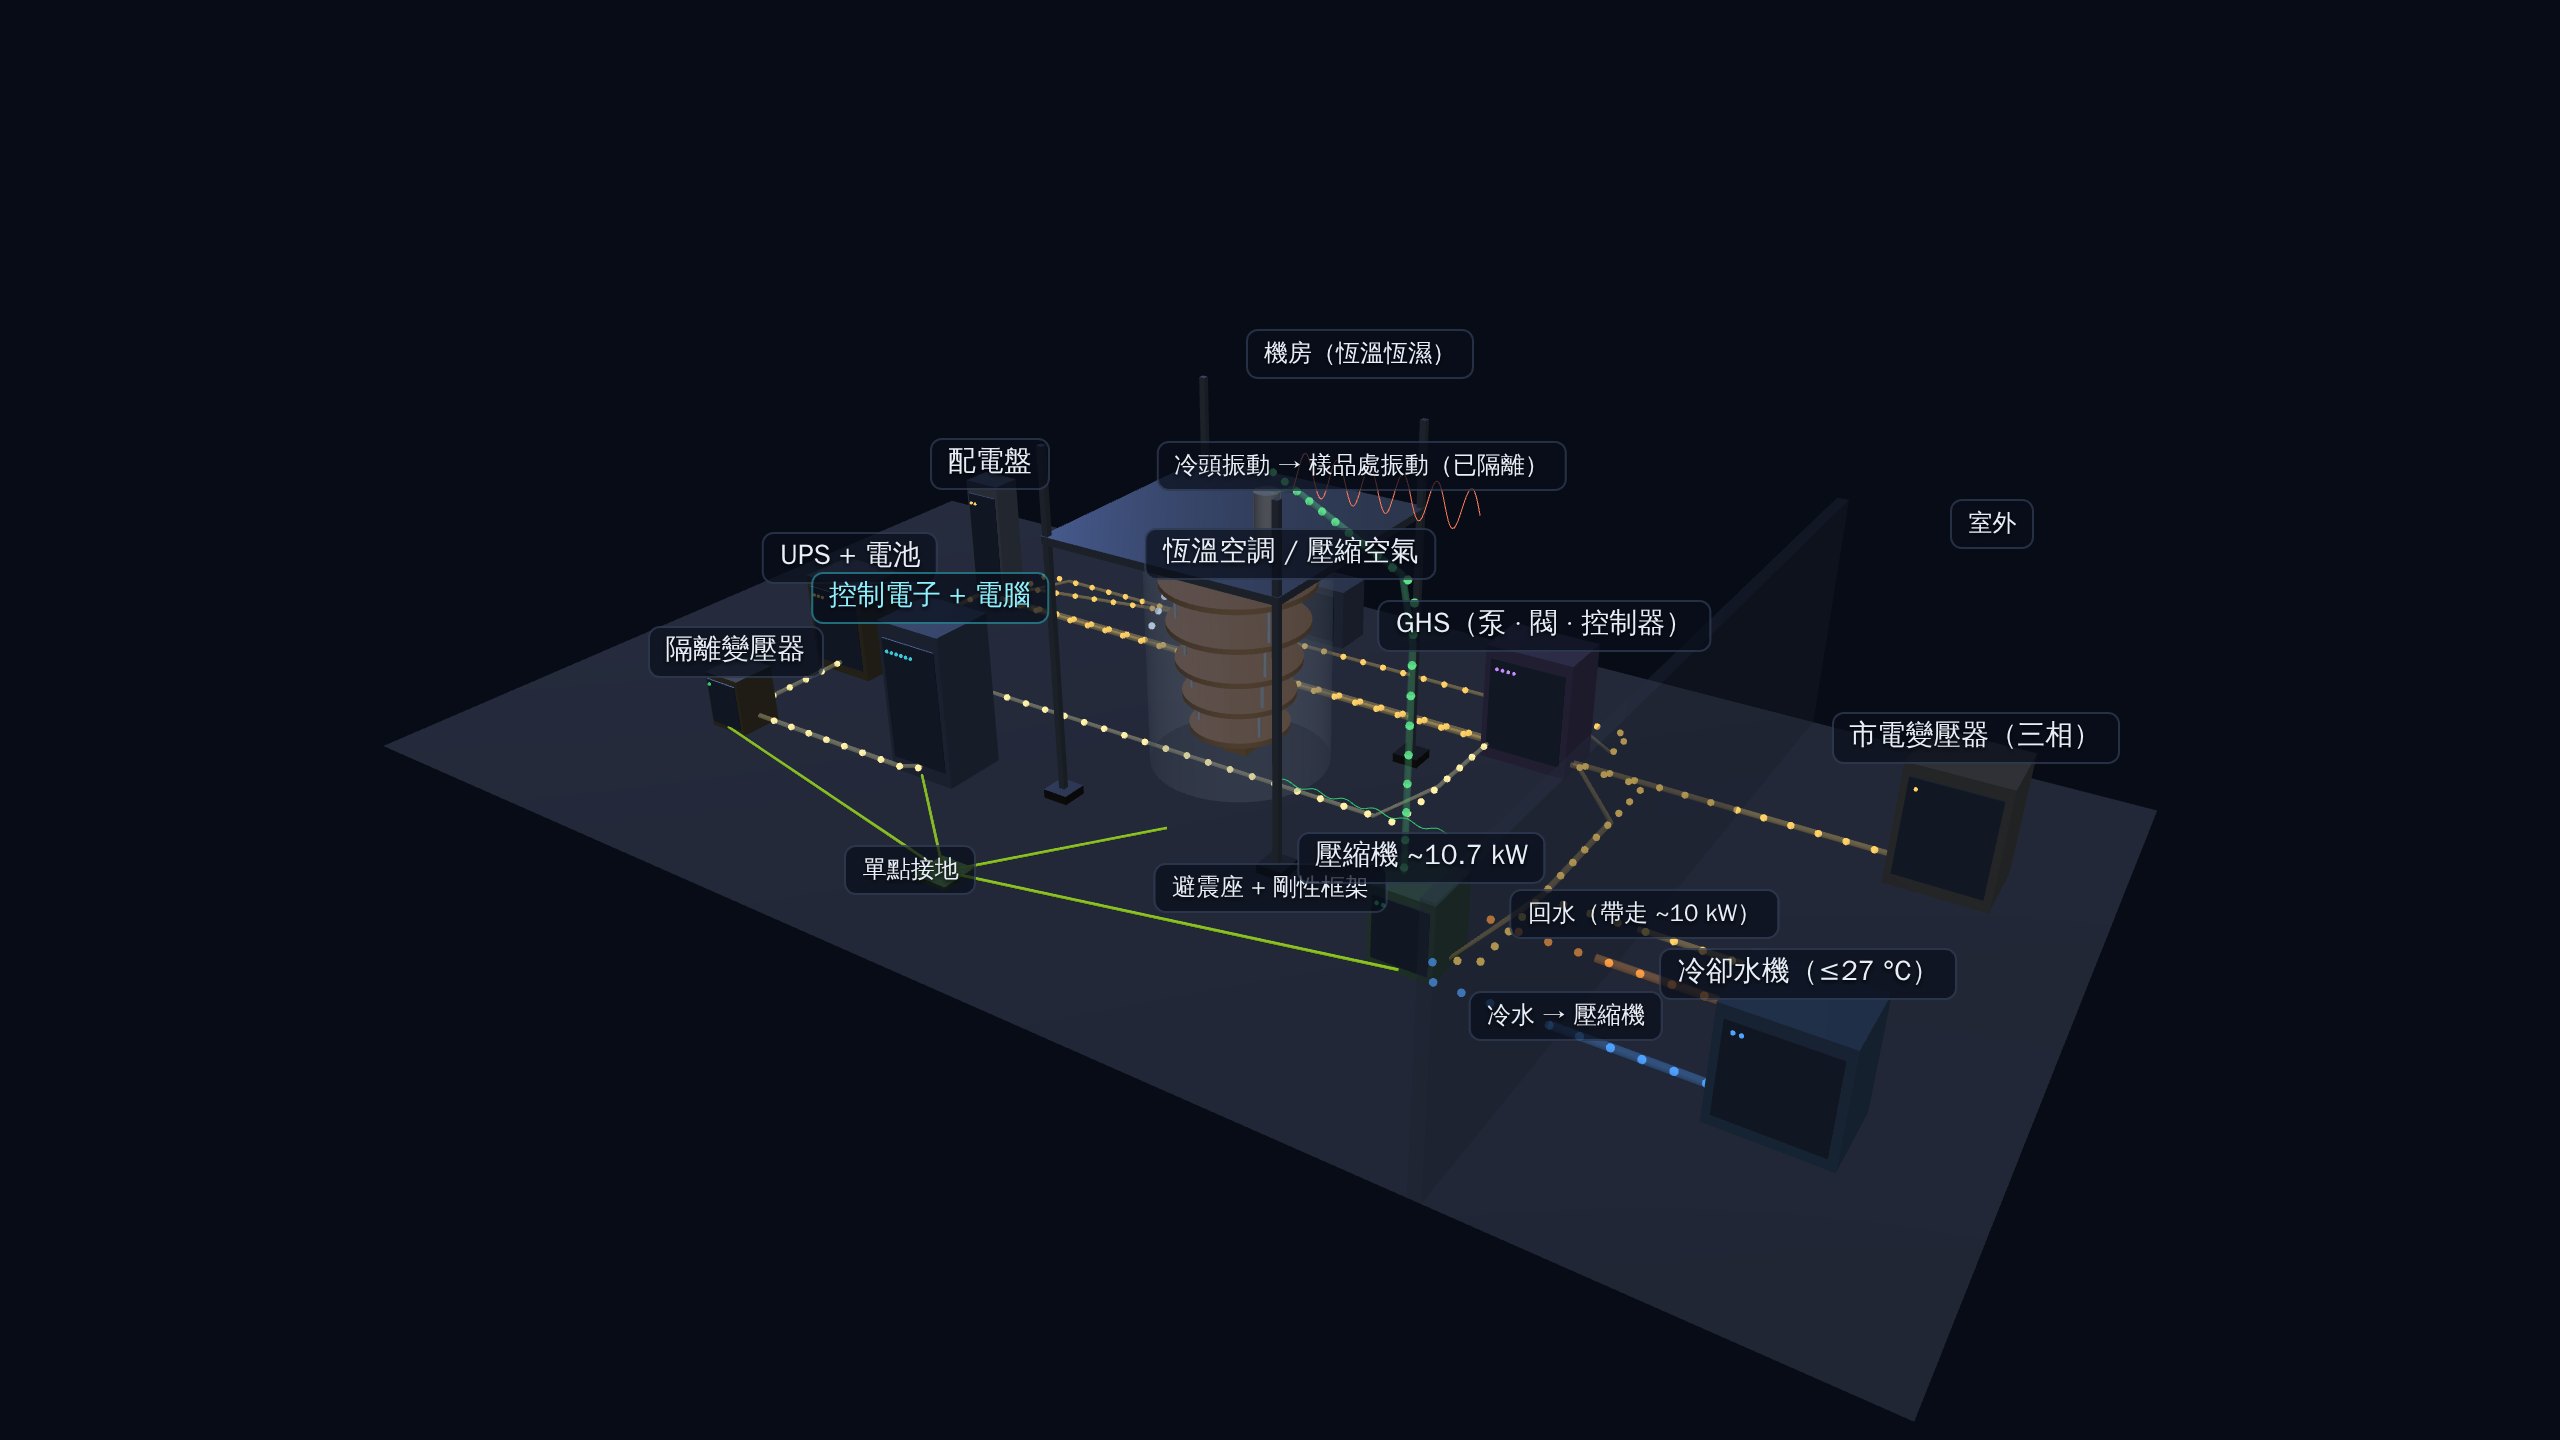 機房（恆溫恆濕）
配電盤
冷頭振動 → 樣品處振動（已隔離）
室外
UPS + 電池
恆溫空調 / 壓縮空氣
控制電子 + 電腦
GHS（泵 · 閥 · 控制器）
隔離變壓器
市電變壓器（三相）
單點接地
壓縮機 ~10.7 kW
避震座 + 剛性框架
回水（帶走 ~10 kW）
冷卻水機（≤27 °C）
冷水 → 壓縮機